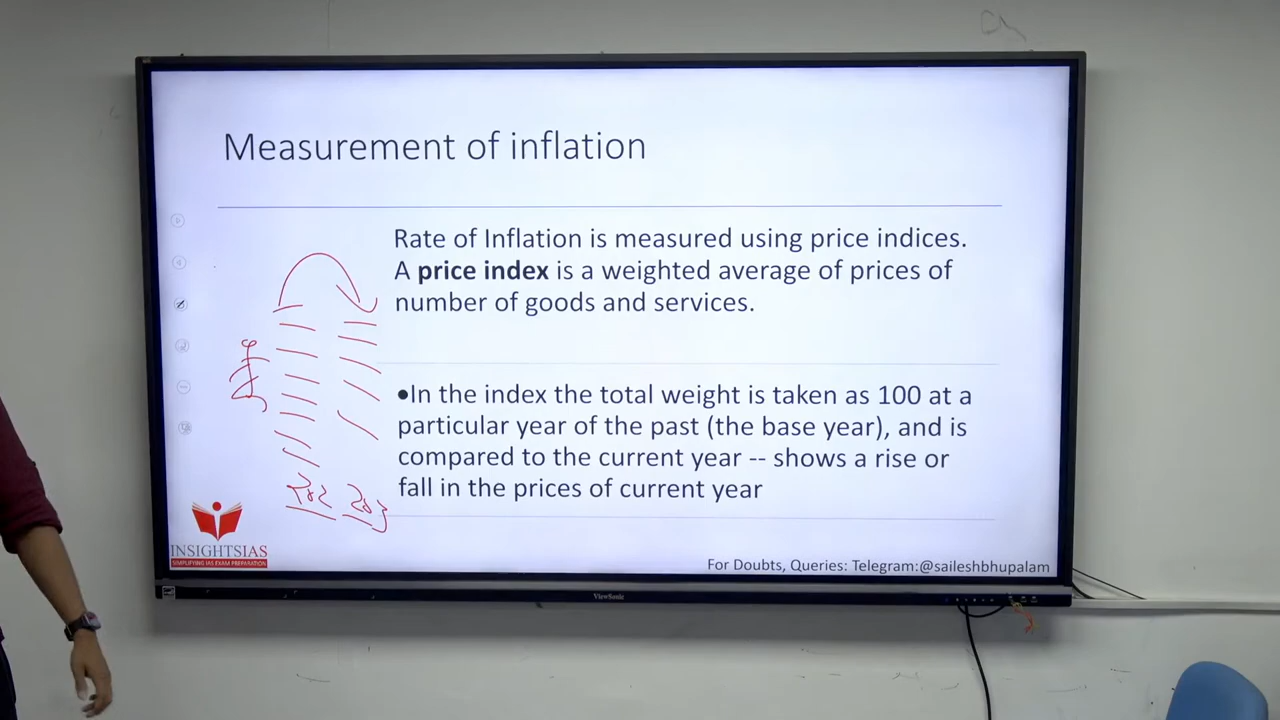 Measurement of inflation
Rate of Inflation is measured using price indices.
A price index is a weighted average of prices of
number of goods and services.
•In the index the total weight is taken as 100 at a
particular year of the past (the base year), and is
compared to the current year -- shows a rise or
fall in the prices of current year
INSIGHTSIAS
SIMPLIFYING IAS EXAM PREPARATION
For Doubts, Queries: Telegram:@saileshbhupalam
ViewSonic